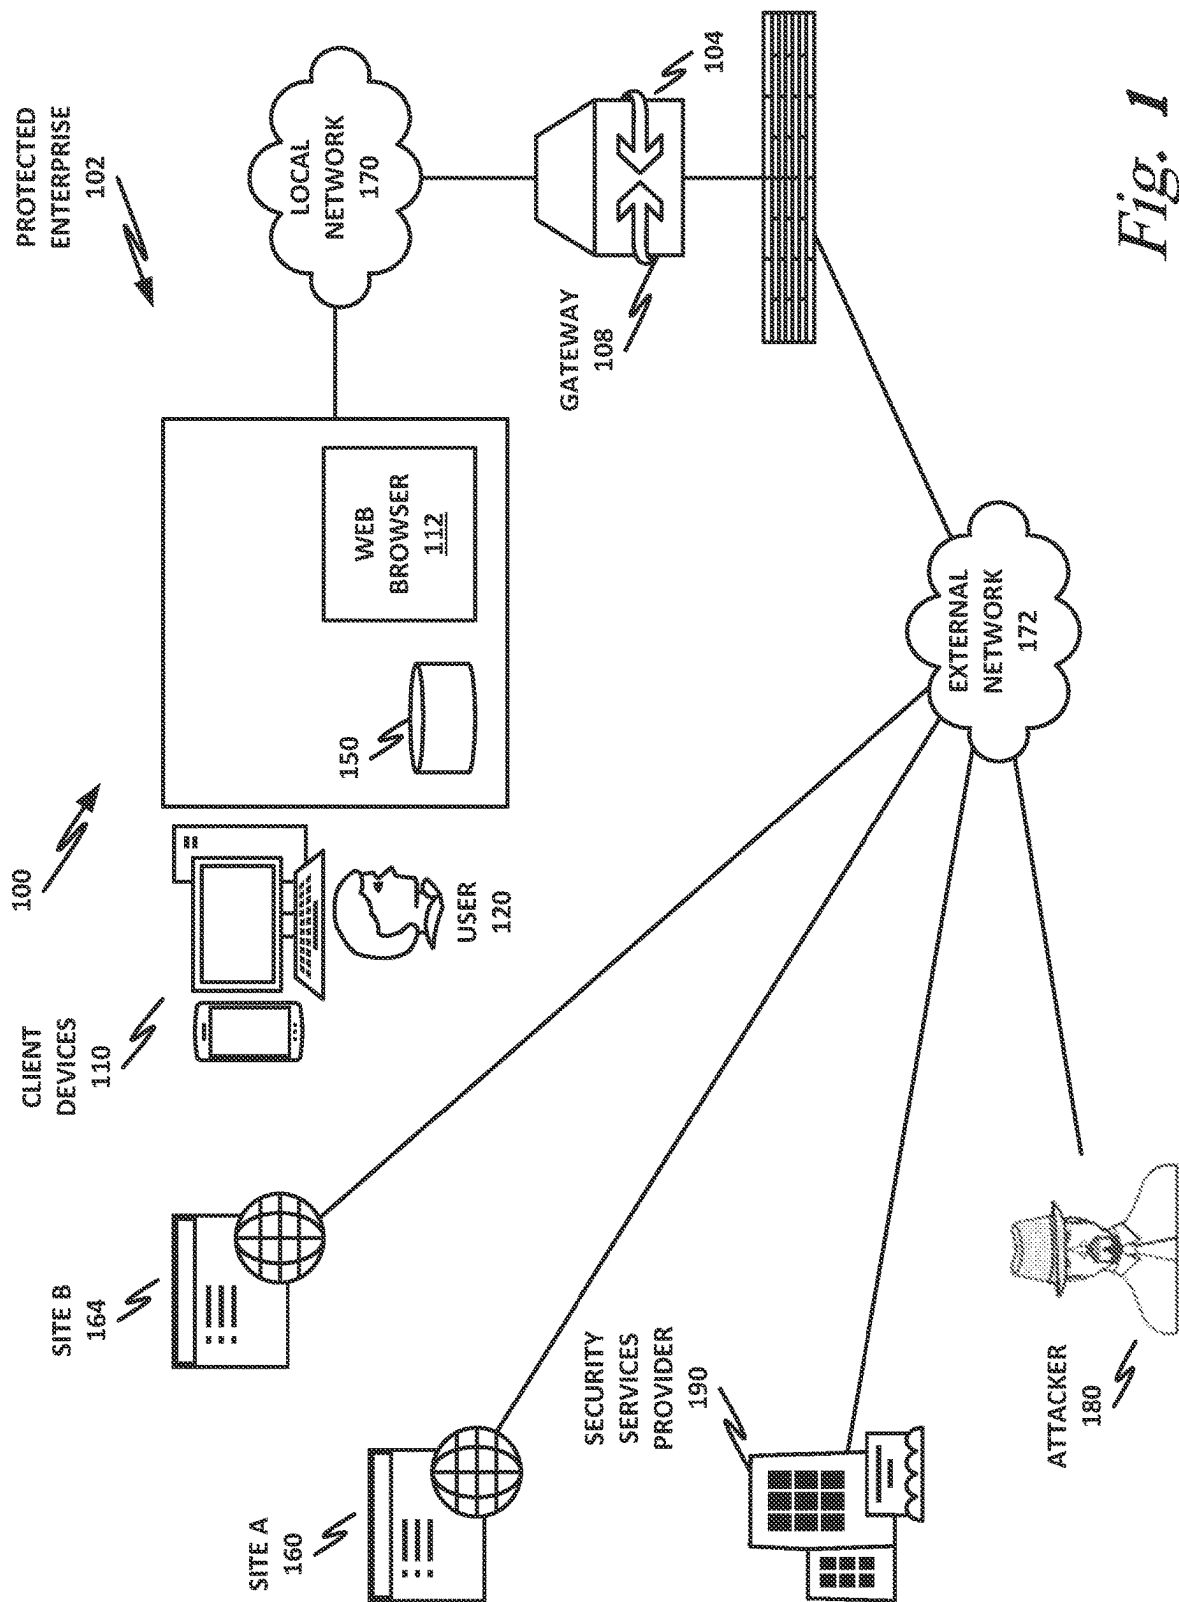 100
PROTECTED
ENTERPRISE
102
CLIENT
DEVICES
110
USER
120
150
WEB
BROWSER
112
LOCAL
NETWORK
170
GATEWAY
108
104
SITE B
164
SITE A
160
SECURITY
SERVICES
PROVIDER
190
EXTERNAL
NETWORK
172
ATTACKER
180
Fig. 1